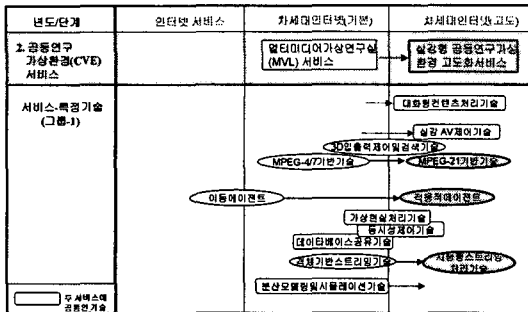 년도/단계
인터넷 서비스
차세대인터넷(기본)
차세대인터넷(고도)
2. 공동연구
가상환경(CVE)
서비스
멀티미디어가상연구실
(MVL) 서비스
실감형 공동연구가상
환경 고도화서비스
서비스-특정기술
(그룹-1)
대화형컨텐츠처리기술
실감 AV제어기술
3D입출력제어및검색기술
MPEG-4/7기반기술
MPEG-21기반기술
이동에이전트
적응적에이전트
가상현실처리기술
동시성제어기술
데이타베이스공유기술
객체기반스트리밍기술
지능형스트리밍
처리기술
분산모델링및시뮬레이션기술
두 서비스에
공통인 기술